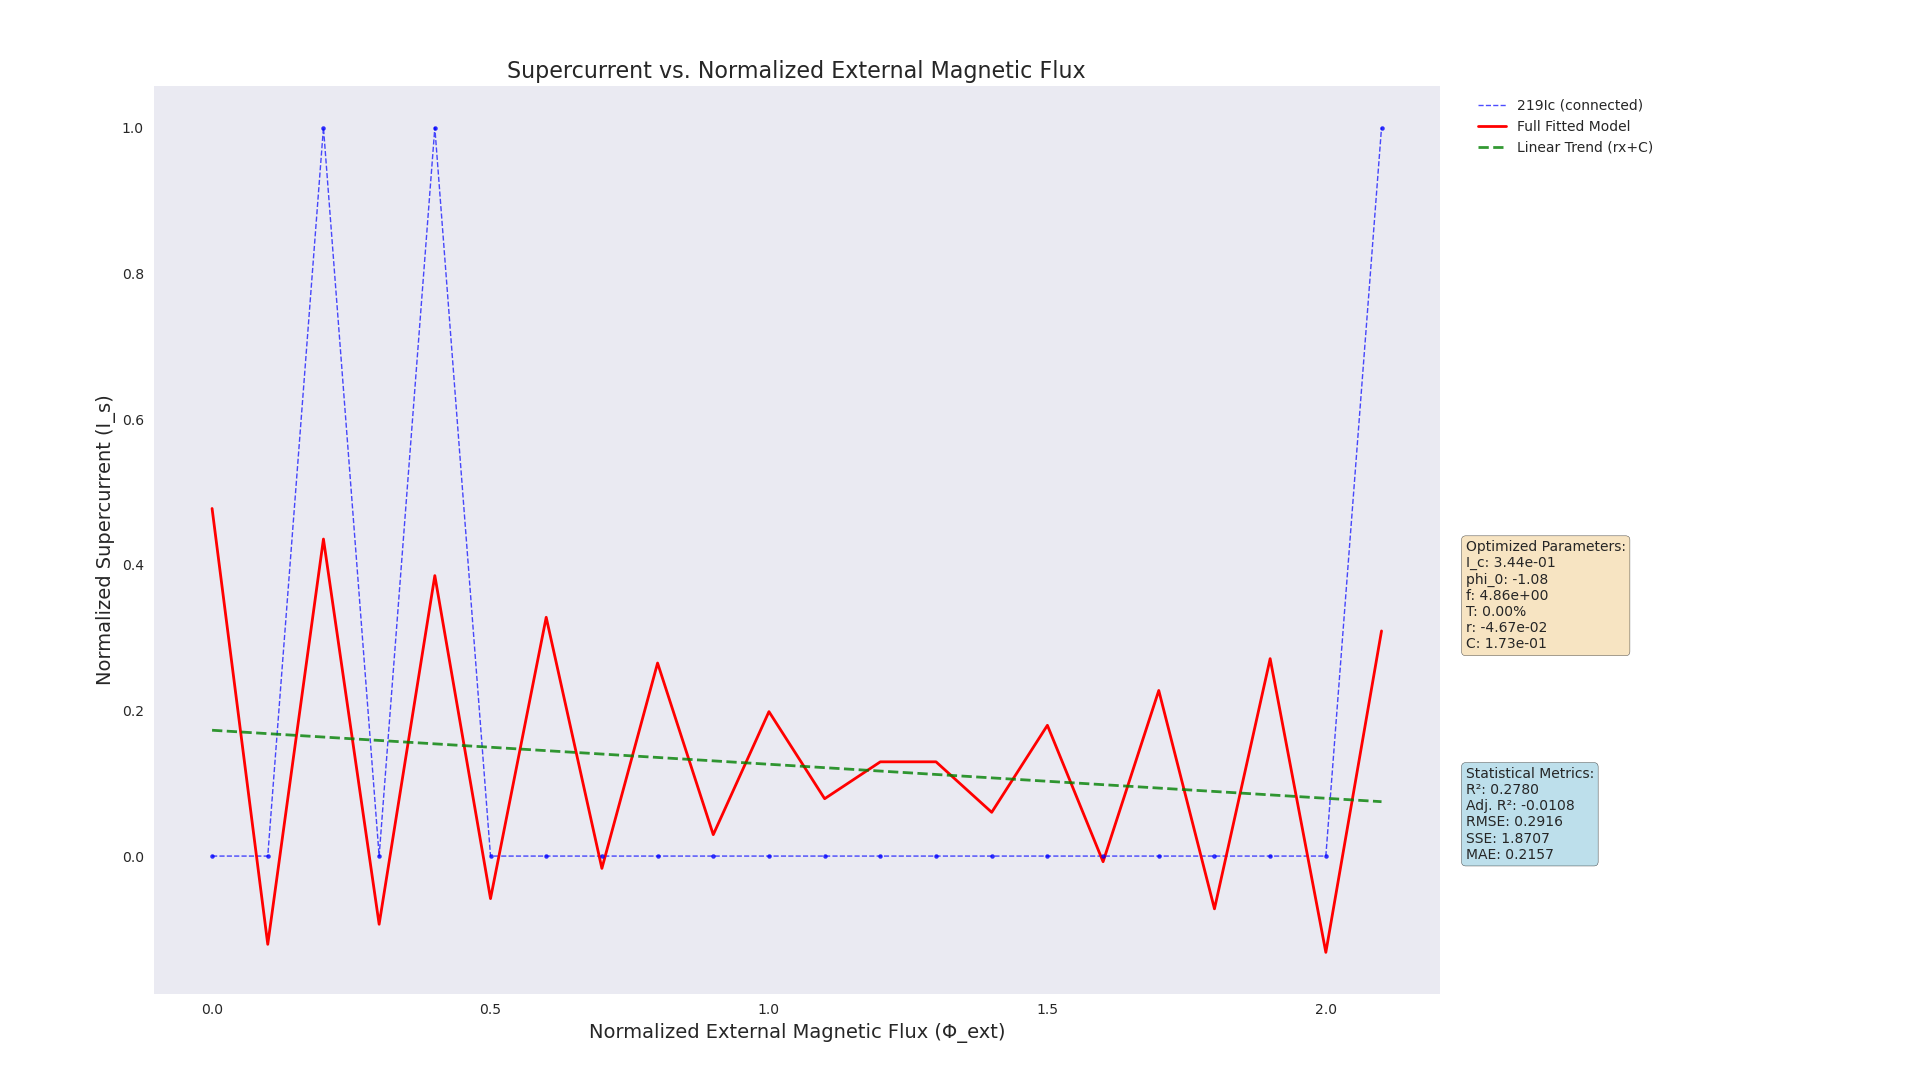 Supercurrent vs. Normalized External Magnetic Flux
219Ic (connected)
Full Fitted Model
Linear Trend (rx+C)
Normalized Supercurrent (I_s)
1.0
0.8
0.6
0.4
0.2
0.0
0.0
0.5
1.0
1.5
2.0
Normalized External Magnetic Flux (Φ_ext)
Optimized Parameters:
I_c: 3.44e-01
phi_0: -1.08
f: 4.86e+00
T: 0.00%
r: -4.67e-02
C: 1.73e-01
Statistical Metrics:
R²: 0.2780
Adj. R²: -0.0108
RMSE: 0.2916
SSE: 1.8707
MAE: 0.2157